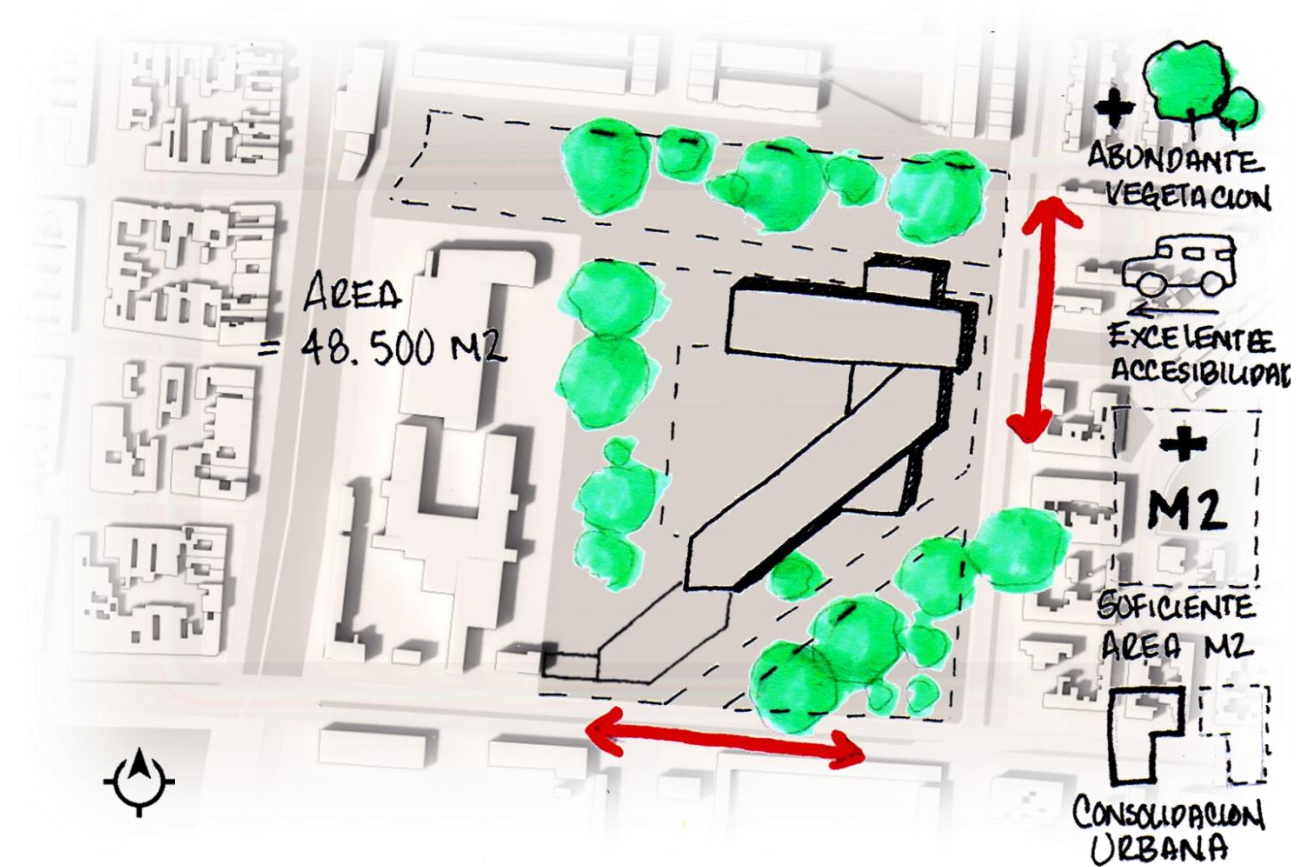 AREA
= 48.500 M2
+
ABUNDANTE
VEGETACION
EXCELENTEE
ACCESIBILIDAD
+
M2
SUFICIENTE
AREA M2
CONSOLIDACION
URBANA